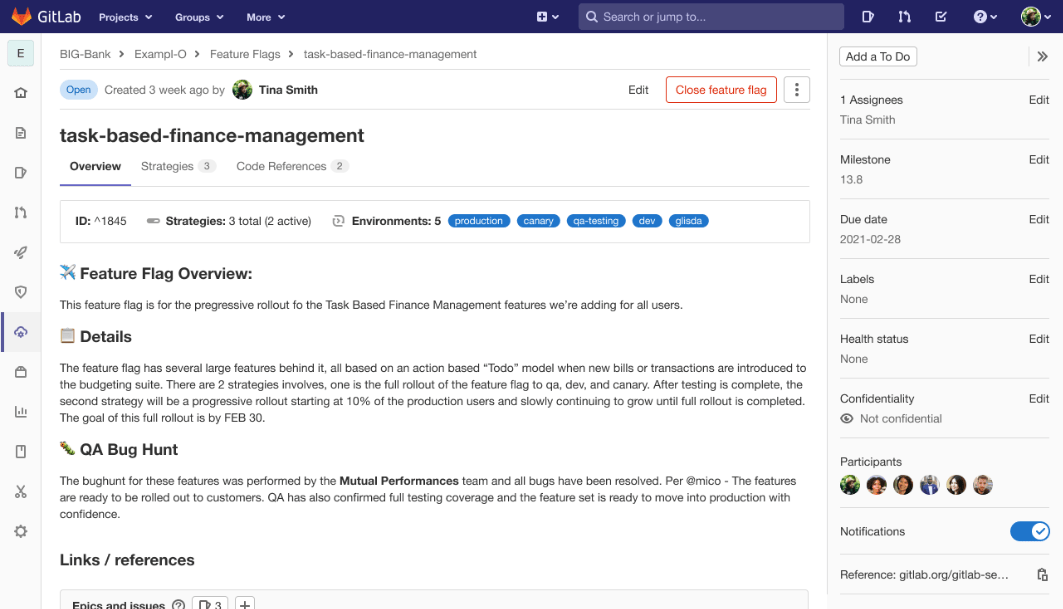 GitLab Projects Groups More Search or jump to...
E BIG-Bank Exampl-O Feature Flags task-based-finance-management
Open Created 3 week ago by Tina Smith Edit Close feature flag
task-based-finance-management
Overview Strategies 3 Code References 2
ID: ^1845 Strategies: 3 total (2 active) Environments: 5 production canary qa-testing dev glisda
Feature Flag Overview:
This feature flag is for the pregressive rollout fo the Task Based Finance Management features we're adding for all users.
Details
The feature flag has several large features behind it, all based on an action based “Todo” model when new bills or transactions are introduced to
the budgeting suite. There are 2 strategies involves, one is the full rollout of the feature flag to qa, dev, and canary. After testing is complete, the
second strategy will be a progressive rollout starting at 10% of the production users and slowly continuing to grow until full rollout is completed.
The goal of this full rollout is by FEB 30.
QA Bug Hunt
The bughunt for these features was performed by the Mutual Performances team and all bugs have been resolved. Per @mico - The features
are ready to be rolled out to customers. QA has also confirmed full testing coverage and the feature set is ready to move into production with
confidence.
Links / references
Epics and issues 3
Add a To Do
1 Assignees Edit
Tina Smith
Milestone Edit
13.8
Due date Edit
2021-02-28
Labels Edit
None
Health status Edit
None
Confidentiality Edit
Not confidential
Participants
Notifications
Reference: gitlab.org/gitlab-se...